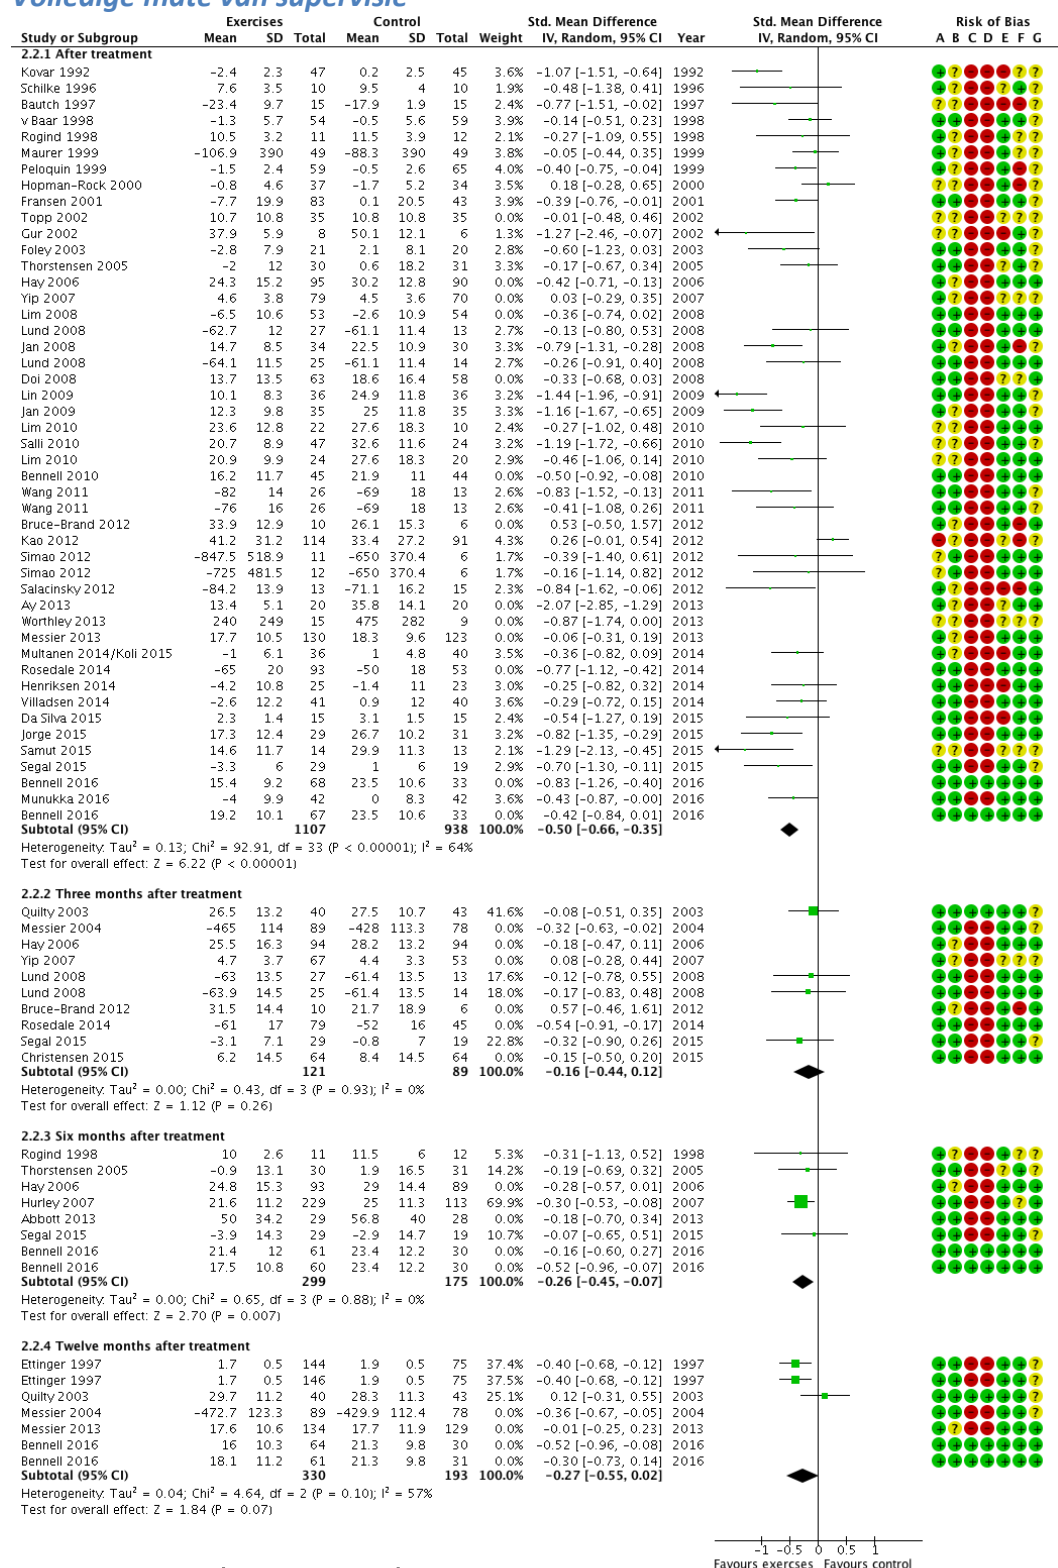 Volledige mate van supervisie
Exercises Control Std. Mean Difference Std. Mean Difference Risk of Bias
Study or Subgroup Mean SD Total Mean SD Total Weight IV, Random, 95% CI Year IV, Random, 95% CI A B C D E F G
2.2.1 After treatment
Kovar 1992 −2.4 2.3 47 0.2 2.5 45 3.6% −1.07 [−1.51, −0.64] 1992
Schilke 1996 7.6 3.5 10 9.5 4 10 1.9% −0.48 [−1.38, 0.41] 1996
Bautch 1997 −23.4 9.7 15 −17.9 1.9 15 2.4% −0.77 [−1.51, −0.02] 1997
v Baar 1998 −1.3 5.7 54 −0.5 5.6 59 3.9% −0.14 [−0.51, 0.23] 1998
Rogind 1998 10.5 3.2 11 11.5 3.9 12 2.1% −0.27 [−1.09, 0.55] 1998
Maurer 1999 −106.9 390 49 −88.3 390 49 3.8% −0.05 [−0.44, 0.35] 1999
Peloquin 1999 −1.5 2.4 59 −0.5 2.6 65 4.0% −0.40 [−0.75, −0.04] 1999
Hopman−Rock 2000 −0.8 4.6 37 −1.7 5.2 34 3.5% 0.18 [−0.28, 0.65] 2000
Fransen 2001 −7.7 19.9 83 0.1 20.5 43 3.9% −0.39 [−0.76, −0.01] 2001
Topp 2002 10.7 10.8 35 10.8 10.8 35 0.0% −0.01 [−0.48, 0.46] 2002
Gur 2002 37.9 5.9 8 50.1 12.1 6 1.3% −1.27 [−2.46, −0.07] 2002
Foley 2003 −2.8 7.9 21 2.1 8.1 20 2.8% −0.60 [−1.23, 0.03] 2003
Thorstensen 2005 −2 12 30 0.6 18.2 31 3.3% −0.17 [−0.67, 0.34] 2005
Hay 2006 24.3 15.2 95 30.2 12.8 90 0.0% −0.42 [−0.71, −0.13] 2006
Yip 2007 4.6 3.8 79 4.5 3.6 70 0.0% 0.03 [−0.29, 0.35] 2007
Lim 2008 −6.5 10.6 53 −2.6 10.9 54 0.0% −0.36 [−0.74, 0.02] 2008
Lund 2008 −62.7 12 27 −61.1 11.4 13 2.7% −0.13 [−0.80, 0.53] 2008
Jan 2008 14.7 8.5 34 22.5 10.9 30 3.2% −0.79 [−1.31, −0.28] 2008
Lund 2008 −64.1 11.5 25 −61.1 11.4 14 2.7% −0.26 [−0.91, 0.40] 2008
Doi 2008 13.7 13.5 63 18.6 16.4 58 0.0% −0.33 [−0.68, 0.03] 2008
Lin 2009 10.1 8.3 36 24.9 11.8 36 3.2% −1.44 [−1.96, −0.91] 2009
Jan 2009 12.3 9.8 35 25 11.8 35 3.2% −1.16 [−1.67, −0.65] 2009
Lim 2010 23.6 12.8 22 27.6 18.3 10 2.4% −0.27 [−1.02, 0.48] 2010
Salli 2010 20.7 8.9 47 32.6 11.6 24 3.2% −1.19 [−1.72, −0.66] 2010
Lim 2010 20.9 9.9 24 27.6 18.3 20 2.9% −0.46 [−1.06, 0.14] 2010
Bennell 2010 16.2 11.7 45 21.9 11 44 0.0% −0.50 [−0.92, −0.08] 2010
Wang 2011 −82 14 26 −69 18 13 2.6% −0.83 [−1.52, −0.13] 2011
Wang 2011 −76 16 26 −69 18 13 2.6% −0.41 [−1.08, 0.26] 2011
Bruce−Brand 2012 33.9 12.9 10 26.1 15.3 6 0.0% 0.53 [−0.50, 1.57] 2012
Kao 2012 41.2 31.2 114 33.4 27.2 91 4.3% 0.26 [−0.01, 0.54] 2012
Simao 2012 −847.5 518.9 11 −650 370.4 6 1.7% −0.39 [−1.40, 0.61] 2012
Simao 2012 −725 481.5 12 −650 370.4 6 1.7% −0.16 [−1.14, 0.82] 2012
Salacinsky 2012 −84.2 13.9 13 −71.1 16.2 15 2.3% −0.84 [−1.62, −0.06] 2012
Ay 2013 13.4 5.1 20 35.8 14.1 20 0.0% −2.07 [−2.85, −1.29] 2013
Worthley 2013 240 249 15 475 282 9 0.0% −0.87 [−1.74, 0.00] 2013
Messier 2013 17.7 10.5 130 18.3 9.6 123 0.0% −0.06 [−0.31, 0.19] 2013
Multanen 2014/Koli 2015 −1 6.1 36 1 4.8 40 3.5% −0.36 [−0.82, 0.09] 2014
Rosedale 2014 −65 20 93 −50 18 53 0.0% −0.77 [−1.12, −0.42] 2014
Henriksen 2014 −4.2 10.8 25 −1.4 11 23 3.0% −0.25 [−0.82, 0.32] 2014
Villadsen 2014 −2.6 12.2 41 0.9 12 40 3.6% −0.29 [−0.72, 0.15] 2014
Da Silva 2015 2.3 1.4 15 3.1 1.5 15 2.4% −0.54 [−1.27, 0.19] 2015
Jorge 2015 17.3 12.4 29 26.7 10.2 31 3.1% −0.82 [−1.35, −0.29] 2015
Samut 2015 14.6 11.7 14 29.9 11.3 13 2.1% −1.29 [−2.13, −0.45] 2015
Segal 2015 −3.3 6 29 1 6 19 2.9% −0.70 [−1.30, −0.11] 2015
Bennell 2016 15.4 9.2 68 23.5 10.6 33 0.0% −0.83 [−1.26, −0.40] 2016
Munukka 2016 −4 9.9 42 0 8.3 42 3.6% −0.43 [−0.87, −0.00] 2016
Bennell 2016 19.2 10.1 67 23.5 10.6 33 0.0% −0.42 [−0.84, 0.01] 2016
Subtotal (95% CI) 1107 938 100.0% −0.50 [−0.66, −0.35]
Heterogeneity: Tau² = 0.13; Chi² = 92.91, df = 33 (P < 0.00001); I² = 64%
Test for overall effect: Z = 6.22 (P < 0.00001)
2.2.2 Three months after treatment
Quilty 2003 26.5 13.2 40 27.5 10.7 43 41.6% −0.08 [−0.51, 0.35] 2003
Messier 2004 −465 114 89 −428 113.3 78 0.0% −0.32 [−0.63, −0.02] 2004
Hay 2006 25.5 16.3 94 28.2 13.2 94 0.0% −0.18 [−0.47, 0.11] 2006
Yip 2007 4.7 3.7 67 4.4 3.3 53 0.0% 0.08 [−0.28, 0.44] 2007
Lund 2008 −63 13.5 27 −61.4 13.5 13 17.6% −0.12 [−0.78, 0.55] 2008
Lund 2008 −63.9 14.5 25 −61.4 13.5 14 18.0% −0.17 [−0.83, 0.48] 2008
Bruce−Brand 2012 31.5 14.4 10 21.7 18.9 6 0.0% 0.57 [−0.46, 1.61] 2012
Rosedale 2014 −61 17 79 −52 16 45 0.0% −0.54 [−0.91, −0.17] 2014
Segal 2015 −3.1 7.1 29 −0.8 7 19 22.8% −0.32 [−0.90, 0.26] 2015
Christensen 2015 6.2 14.5 64 8.4 14.5 64 0.0% −0.15 [−0.50, 0.20] 2015
Subtotal (95% CI) 121 89 100.0% −0.16 [−0.44, 0.12]
Heterogeneity: Tau² = 0.00; Chi² = 0.43, df = 3 (P = 0.93); I² = 0%
Test for overall effect: Z = 1.12 (P = 0.26)
2.2.3 Six months after treatment
Rogind 1998 10 2.6 11 11.5 6 12 5.3% −0.31 [−1.13, 0.52] 1998
Thorstensen 2005 −0.9 13.1 30 1.9 16.5 31 14.2% −0.19 [−0.69, 0.32] 2005
Hay 2006 24.8 15.3 93 29 14.4 89 0.0% −0.28 [−0.57, 0.01] 2006
Hurley 2007 21.6 11.2 229 25 11.3 113 69.9% −0.30 [−0.53, −0.08] 2007
Abbott 2013 50 34.2 29 56.8 40 28 0.0% −0.18 [−0.70, 0.34] 2013
Segal 2015 −3.9 14.3 29 −2.9 14.7 19 10.7% −0.07 [−0.65, 0.51] 2015
Bennell 2016 21.4 12 61 23.4 12.2 30 0.0% −0.16 [−0.60, 0.27] 2016
Bennell 2016 17.5 10.8 60 23.4 12.2 30 0.0% −0.52 [−0.96, −0.07] 2016
Subtotal (95% CI) 299 175 100.0% −0.26 [−0.45, −0.07]
Heterogeneity: Tau² = 0.00; Chi² = 0.65, df = 3 (P = 0.88); I² = 0%
Test for overall effect: Z = 2.70 (P = 0.007)
2.2.4 Twelve months after treatment
Ettinger 1997 1.7 0.5 144 1.9 0.5 75 37.4% −0.40 [−0.68, −0.12] 1997
Ettinger 1997 1.7 0.5 146 1.9 0.5 75 37.5% −0.40 [−0.68, −0.12] 1997
Quilty 2003 29.7 11.2 40 28.3 11.3 43 25.1% 0.12 [−0.31, 0.55] 2003
Messier 2004 −472.7 123.3 89 −429.9 112.4 78 0.0% −0.36 [−0.67, −0.05] 2004
Messier 2013 17.6 10.6 134 17.7 11.9 129 0.0% −0.01 [−0.25, 0.23] 2013
Bennell 2016 16 10.3 64 21.3 9.8 30 0.0% −0.52 [−0.96, −0.08] 2016
Bennell 2016 18.1 11.2 61 21.3 9.8 31 0.0% −0.30 [−0.73, 0.14] 2016
Subtotal (95% CI) 330 193 100.0% −0.27 [−0.55, 0.02]
Heterogeneity: Tau² = 0.04; Chi² = 4.64, df = 2 (P = 0.10); I² = 57%
Test for overall effect: Z = 1.84 (P = 0.07)
−1 −0.5 0 0.5 1
Favours exercses Favours control